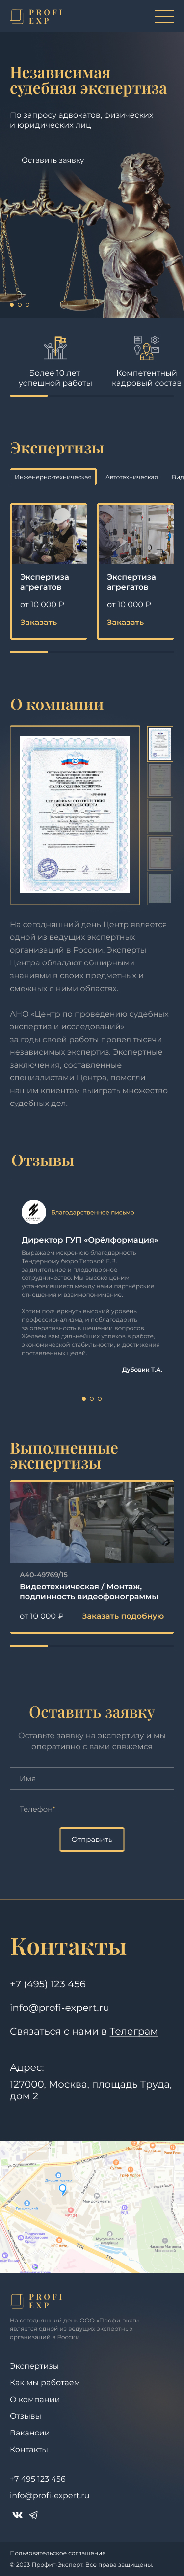 PROFI
EXP
Независимая
судебная экспертиза
По запросу адвокатов, физических
и юридических лиц
Оставить заявку
Более 10 лет
успешной работы
Компетентный
кадровый состав
Экспертизы
Инженерно-техническая
Автотехническая
Вид
Экспертиза
агрегатов
от 10 000 ₽
Заказать
Экспертиза
агрегатов
от 10 000 ₽
Заказать
О компании
На сегодняшний день Центр является
одной из ведущих экспертных
организаций в России. Эксперты
Центра обладают обширными
знаниями в своих предметных и
смежных с ними областях.
АНО «Центр по проведению судебных
экспертиз и исследований»
за годы своей работы провел тысячи
независимых экспертиз. Экспертные
заключения, составленные
специалистами Центра, помогли
нашим клиентам выиграть множество
судебных дел.
Отзывы
Благодарственное письмо
Директор ГУП «Орёлформация»
Выражаем искреннюю благодарность
Тендерному бюро Титовой Е.В.
за длительное и плодотворное
сотрудничество. Мы высоко ценим
установившиеся между нами партнёрские
отношения и взаимопонимание.
Хотим подчеркнуть высокий уровень
профессионализма, и поблагодарить
за оперативность в решении вопросов.
Желаем вам дальнейших успехов в работе,
экономической стабильности, и достижения
поставленных целей.
Дубовик Т.А.
Выполненные
экспертизы
А40-49769/15
Видеотехническая / Монтаж,
подлинность видеофонограммы
от 10 000 ₽
Заказать подобную
Оставить заявку
Оставьте заявку на экспертизу и мы
оперативно с вами свяжемся
Имя
Телефон*
Отправить
Контакты
+7 (495) 123 456
info@profi-expert.ru
Связаться с нами в Телеграм
Адрес:
127000, Москва, площадь Труда,
дом 2
PROFI
EXP
На сегодняшний день ООО «Профи-эксп»
является одной из ведущих экспертных
организаций в России.
Экспертизы
Как мы работаем
О компании
Отзывы
Вакансии
Контакты
+7 495 123 456
info@profi-expert.ru
Пользовательское соглашение
© 2023 Профит-Эксперт. Все права защищены.